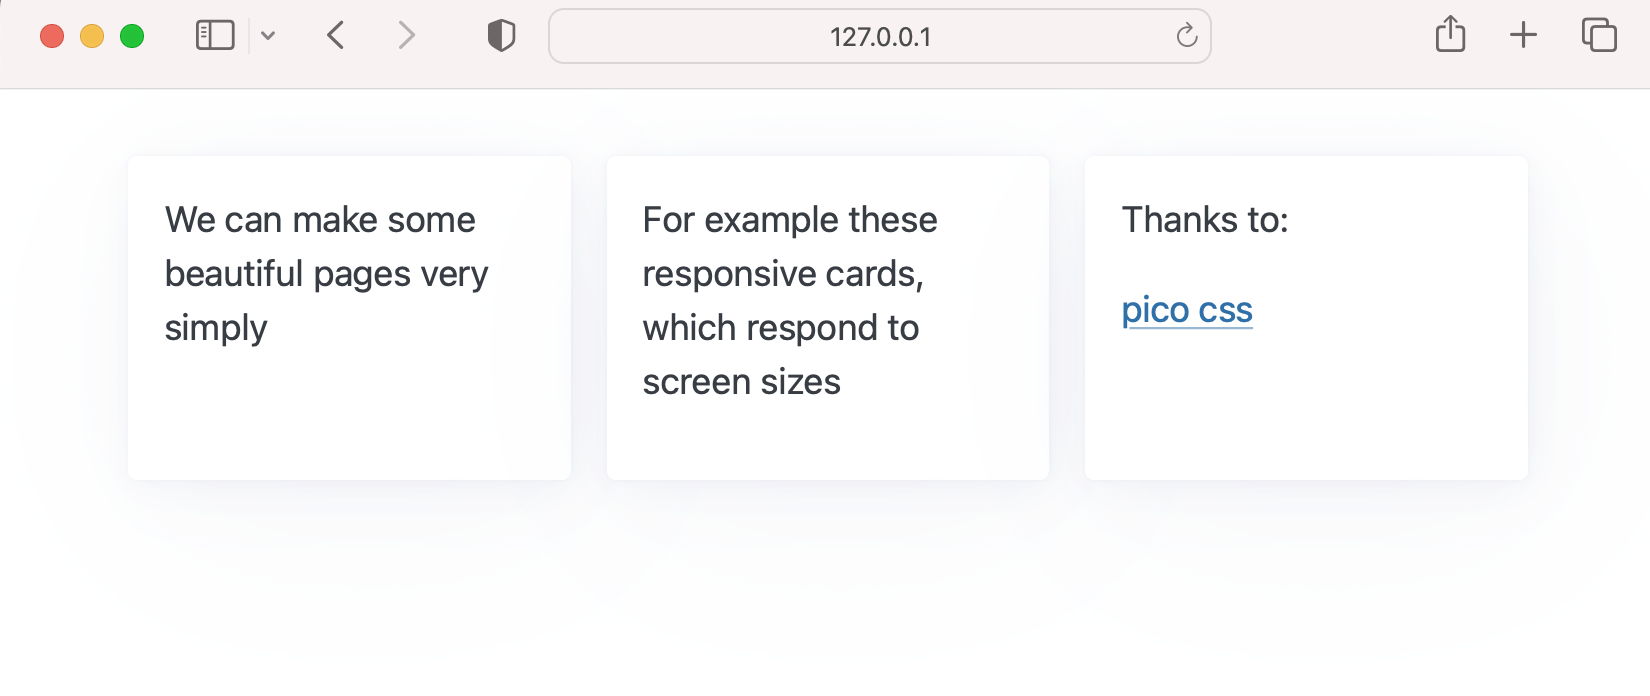 127.0.0.1
We can make some
beautiful pages very
simply
For example these
responsive cards,
which respond to
screen sizes
Thanks to:
pico css